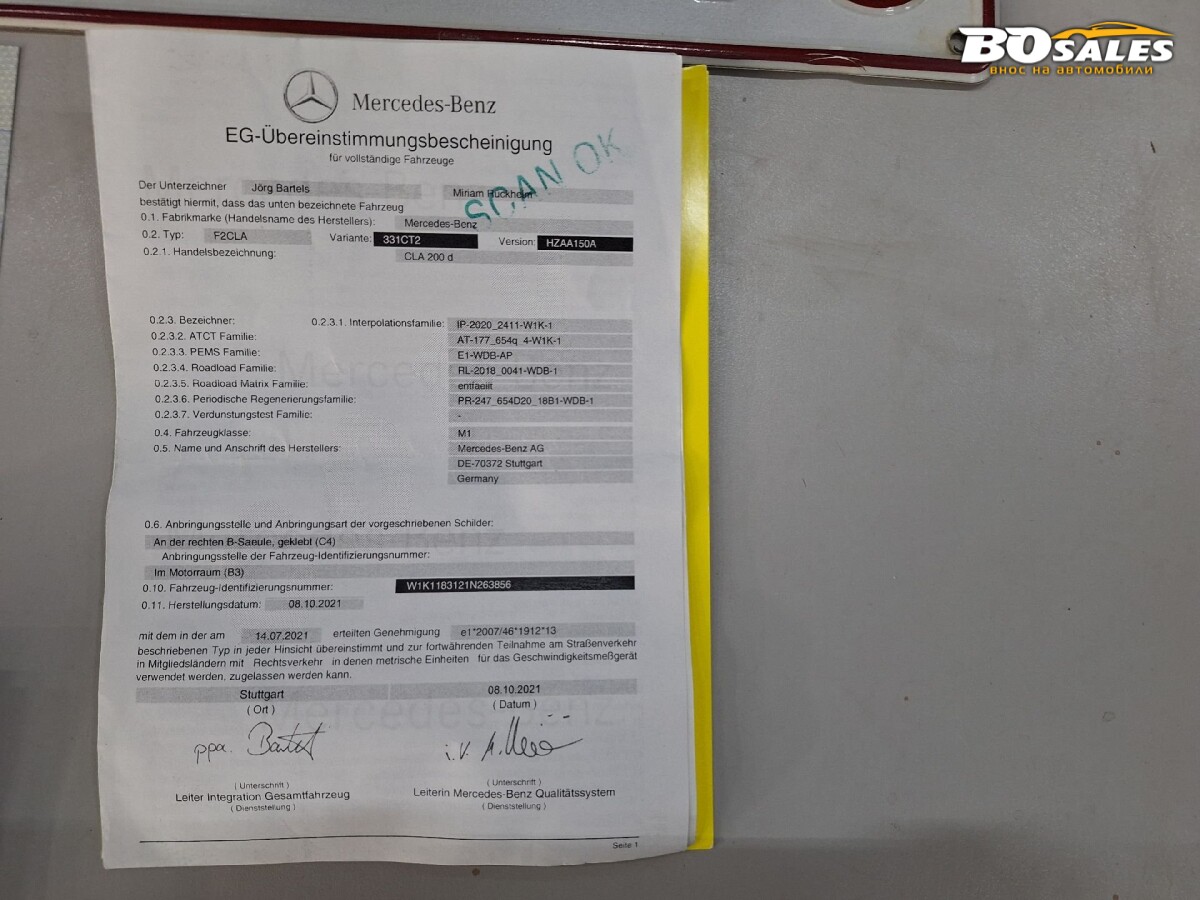 BOSALES
внос на автомобили
Mercedes-Benz
EG-Übereinstimmungsbescheinigung
für vollständige Fahrzeuge
SCAN OK
Der Unterzeichner Jörg Bartels Miriam Rückheim
bestätigt hiermit, dass das unten bezeichnete Fahrzeug
0.1. Fabrikmarke (Handelsname des Herstellers): Mercedes-Benz
0.2. Typ: F2CLA Variante: 331CT2 Version: HZAA150A
0.2.1. Handelsbezeichnung: CLA 200 d
0.2.3. Bezeichner: 0.2.3.1. Interpolationsfamilie: IP-2020_2411-W1K-1
0.2.3.2. ATCT Familie: AT-177_654q_4-W1K-1
0.2.3.3. PEMS Familie: E1-WDB-AP
0.2.3.4. Roadload Familie: RL-2018_0041-WDB-1
0.2.3.5. Roadload Matrix Familie: entfaellt
0.2.3.6. Periodische Regenerierungsfamilie: PR-247_654D20_18B1-WDB-1
0.2.3.7. Verdunstungstest Familie: -
0.4. Fahrzeugklasse: M1
0.5. Name und Anschrift des Herstellers: Mercedes-Benz AG
DE-70372 Stuttgart
Germany
0.6. Anbringungsstelle und Anbringungsart der vorgeschriebenen Schilder:
An der rechten B-Saeule, geklebt (C4)
Anbringungsstelle der Fahrzeug-Identifizierungsnummer:
Im Motorraum (B3)
0.10. Fahrzeug-Identifizierungsnummer: W1K1183121N263856
0.11. Herstellungsdatum: 08.10.2021
mit dem in der am 14.07.2021 erteilten Genehmigung e1*2007/46*1912*13
beschriebenen Typ in jeder Hinsicht übereinstimmt und zur fortwährenden Teilnahme am Straßenverkehr
in Mitgliedsländern mit Rechtsverkehr in denen metrische Einheiten für das Geschwindigkeitsmeßgerät
verwendet werden, zugelassen werden kann.
Stuttgart 08.10.2021
( Ort ) ( Datum )
ppa. i.V.
( Unterschrift ) ( Unterschrift )
Leiter Integration Gesamtfahrzeug Leiterin Mercedes-Benz Qualitätssystem
( Dienststellung ) ( Dienststellung )
Seite 1